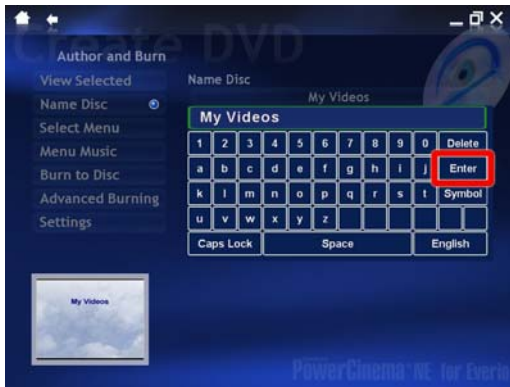 Create DVD
Author and Burn
View Selected
Name Disc
Select Menu
Menu Music
Burn to Disc
Advanced Burning
Settings
Name Disc
My Videos
My Videos
1 2 3 4 5 6 7 8 9 0 Delete
a b c d e f g h i j Enter
k l m n o p q r s t Symbol
u v w x y z
Caps Lock Space English
My Videos
PowerCinema NE for Everio